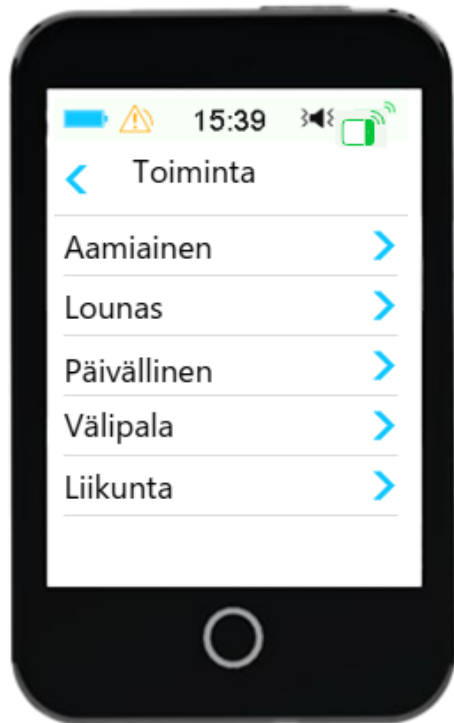 15:39
Toiminta
Aamiainen
Lounas
Päivällinen
Välipala
Liikunta